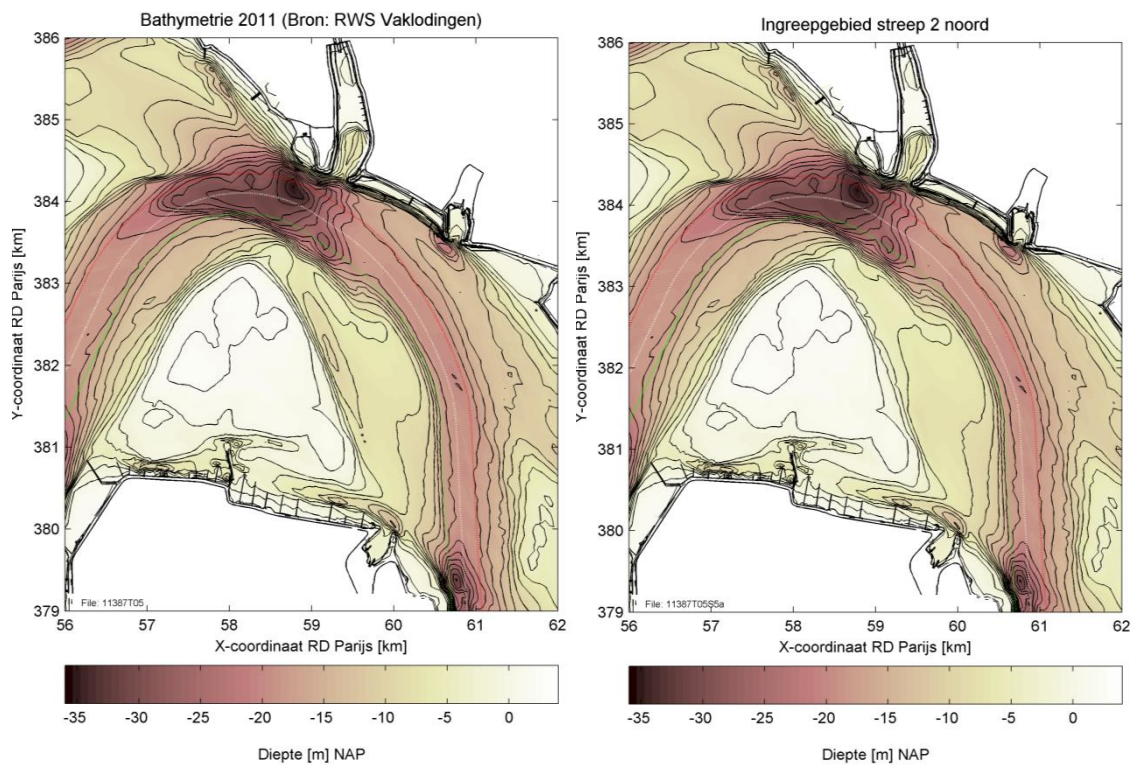 Bathymetrie 2011 (Bron: RWS Vaklodingen)
386
385
384
383
382
381
380
379
Y-coordinaat RD Parijs [km]
File: 11387T05
56 57 58 59 60 61 62
X-coordinaat RD Parijs [km]
-35 -30 -25 -20 -15 -10 -5 0
Diepte [m] NAP
Ingreepgebied streep 2 noord
386
385
384
383
382
381
380
379
Y-coordinaat RD Parijs [km]
File: 11387T05S5a
56 57 58 59 60 61 62
X-coordinaat RD Parijs [km]
-35 -30 -25 -20 -15 -10 -5 0
Diepte [m] NAP